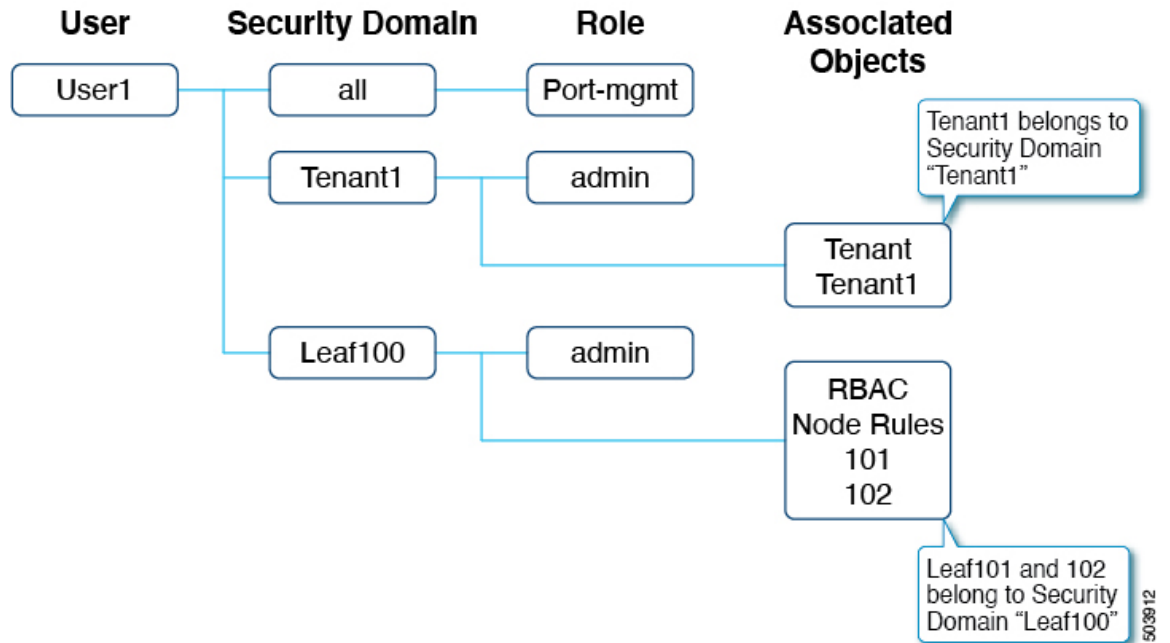 User
Security Domain
Role
Associated
Objects
User1
all
Port-mgmt
Tenant1 belongs to
Security Domain
“Tenant1”
Tenant1
admin
Tenant
Tenant1
Leaf100
admin
RBAC
Node Rules
101
102
Leaf101 and 102
belong to Security
Domain “Leaf100”
503912